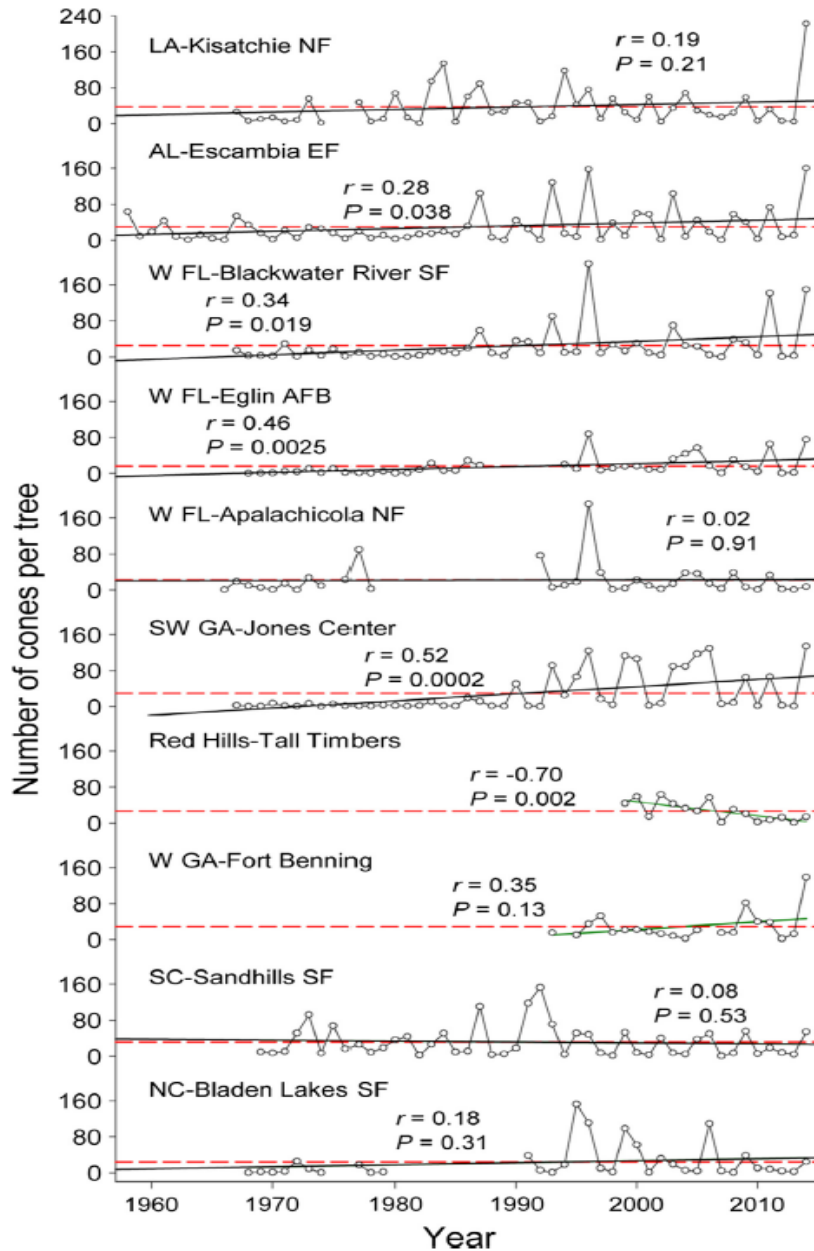 240
160
80
0
LA-Kisatchie NF
r = 0.19
P = 0.21
160
80
0
AL-Escambia EF
r = 0.28
P = 0.038
160
80
0
W FL-Blackwater River SF
r = 0.34
P = 0.019
160
80
0
W FL-Eglin AFB
r = 0.46
P = 0.0025
160
80
0
W FL-Apalachicola NF
r = 0.02
P = 0.91
160
80
0
SW GA-Jones Center
r = 0.52
P = 0.0002
160
80
0
Red Hills-Tall Timbers
r = -0.70
P = 0.002
160
80
0
W GA-Fort Benning
r = 0.35
P = 0.13
160
80
0
SC-Sandhills SF
r = 0.08
P = 0.53
160
80
0
NC-Bladen Lakes SF
r = 0.18
P = 0.31
Number of cones per tree
1960 1970 1980 1990 2000 2010
Year